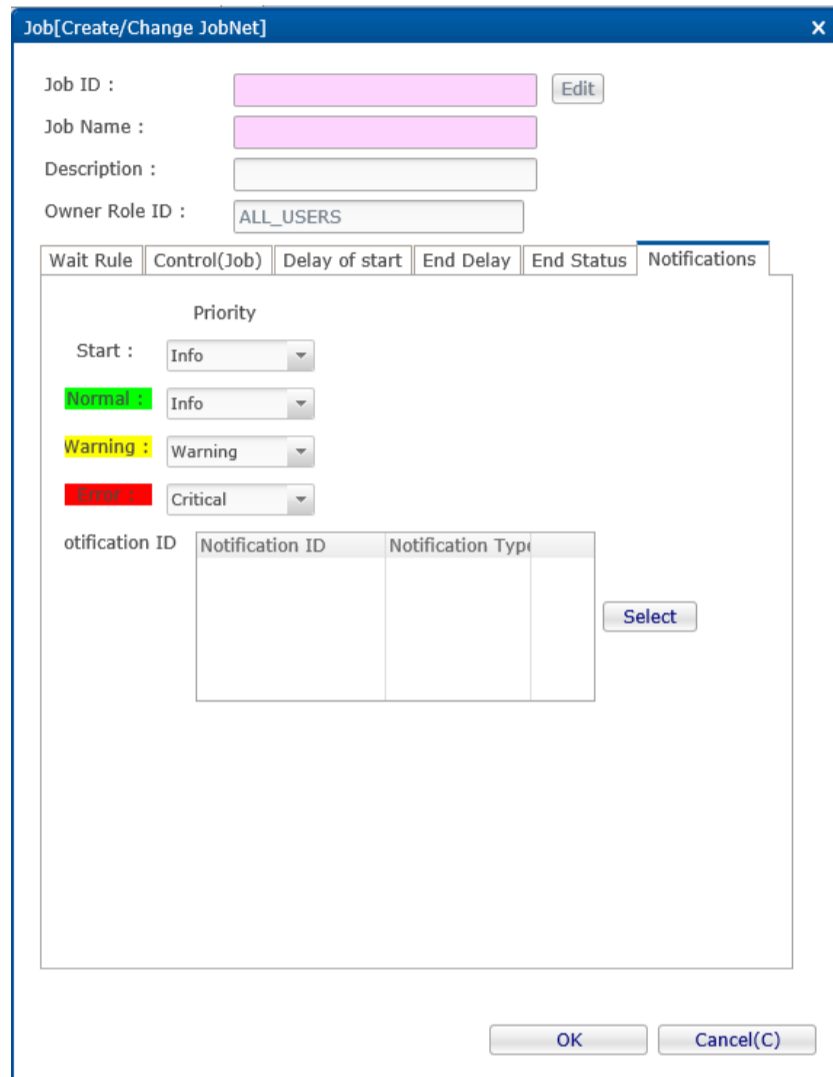 Job[Create/Change JobNet]
Job ID :
Edit
Job Name :
Description :
Owner Role ID :
ALL_USERS
Wait Rule Control(Job) Delay of start End Delay End Status Notifications
Priority
Start : Info
Normal : Info
Warning : Warning
Error : Critical
otification ID Notification ID Notification Type
Select
OK Cancel(C)